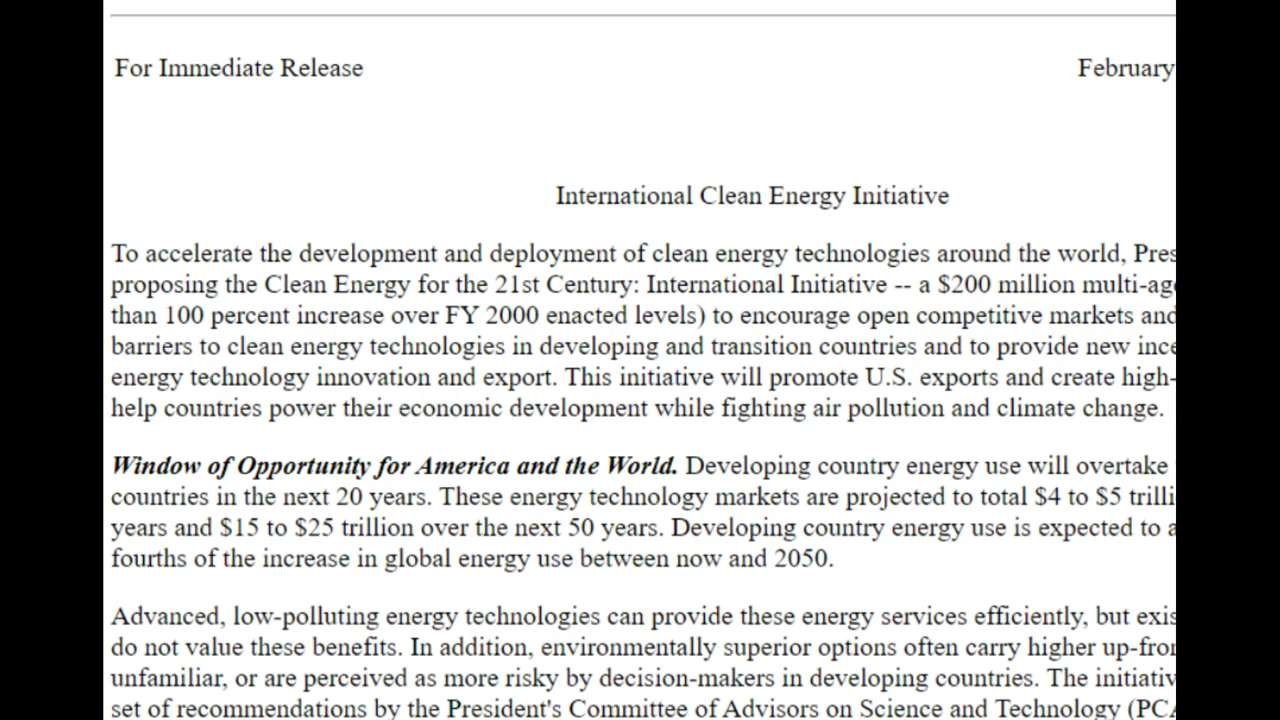 For Immediate Release February
International Clean Energy Initiative
To accelerate the development and deployment of clean energy technologies around the world, Pres
proposing the Clean Energy for the 21st Century: International Initiative -- a $200 million multi-age
than 100 percent increase over FY 2000 enacted levels) to encourage open competitive markets and
barriers to clean energy technologies in developing and transition countries and to provide new ince
energy technology innovation and export. This initiative will promote U.S. exports and create high-
help countries power their economic development while fighting air pollution and climate change.
Window of Opportunity for America and the World. Developing country energy use will overtake
countries in the next 20 years. These energy technology markets are projected to total $4 to $5 trilli
years and $15 to $25 trillion over the next 50 years. Developing country energy use is expected to a
fourths of the increase in global energy use between now and 2050.
Advanced, low-polluting energy technologies can provide these energy services efficiently, but exis
do not value these benefits. In addition, environmentally superior options often carry higher up-fron
unfamiliar, or are perceived as more risky by decision-makers in developing countries. The initiativ
set of recommendations by the President's Committee of Advisors on Science and Technology (PCA